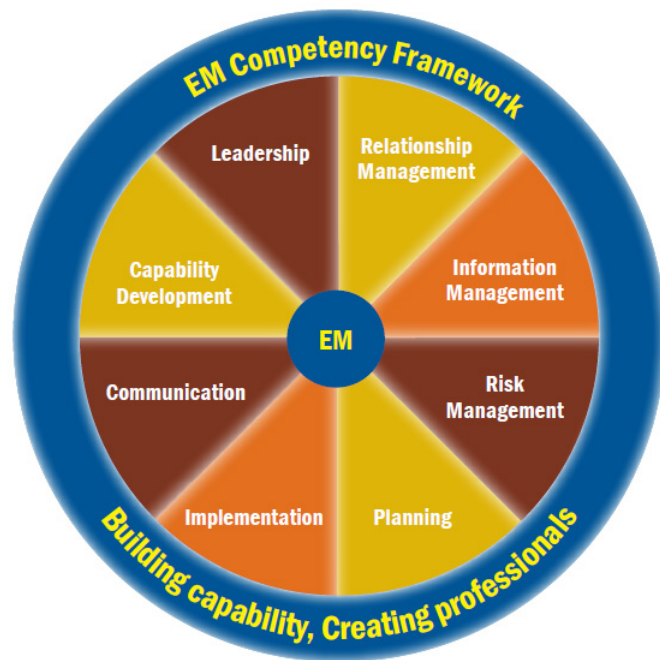 EM Competency Framework
Leadership
Relationship
Management
Information
Management
Risk
Management
Planning
Implementation
Communication
Capability
Development
EM
Building capability, Creating professionals